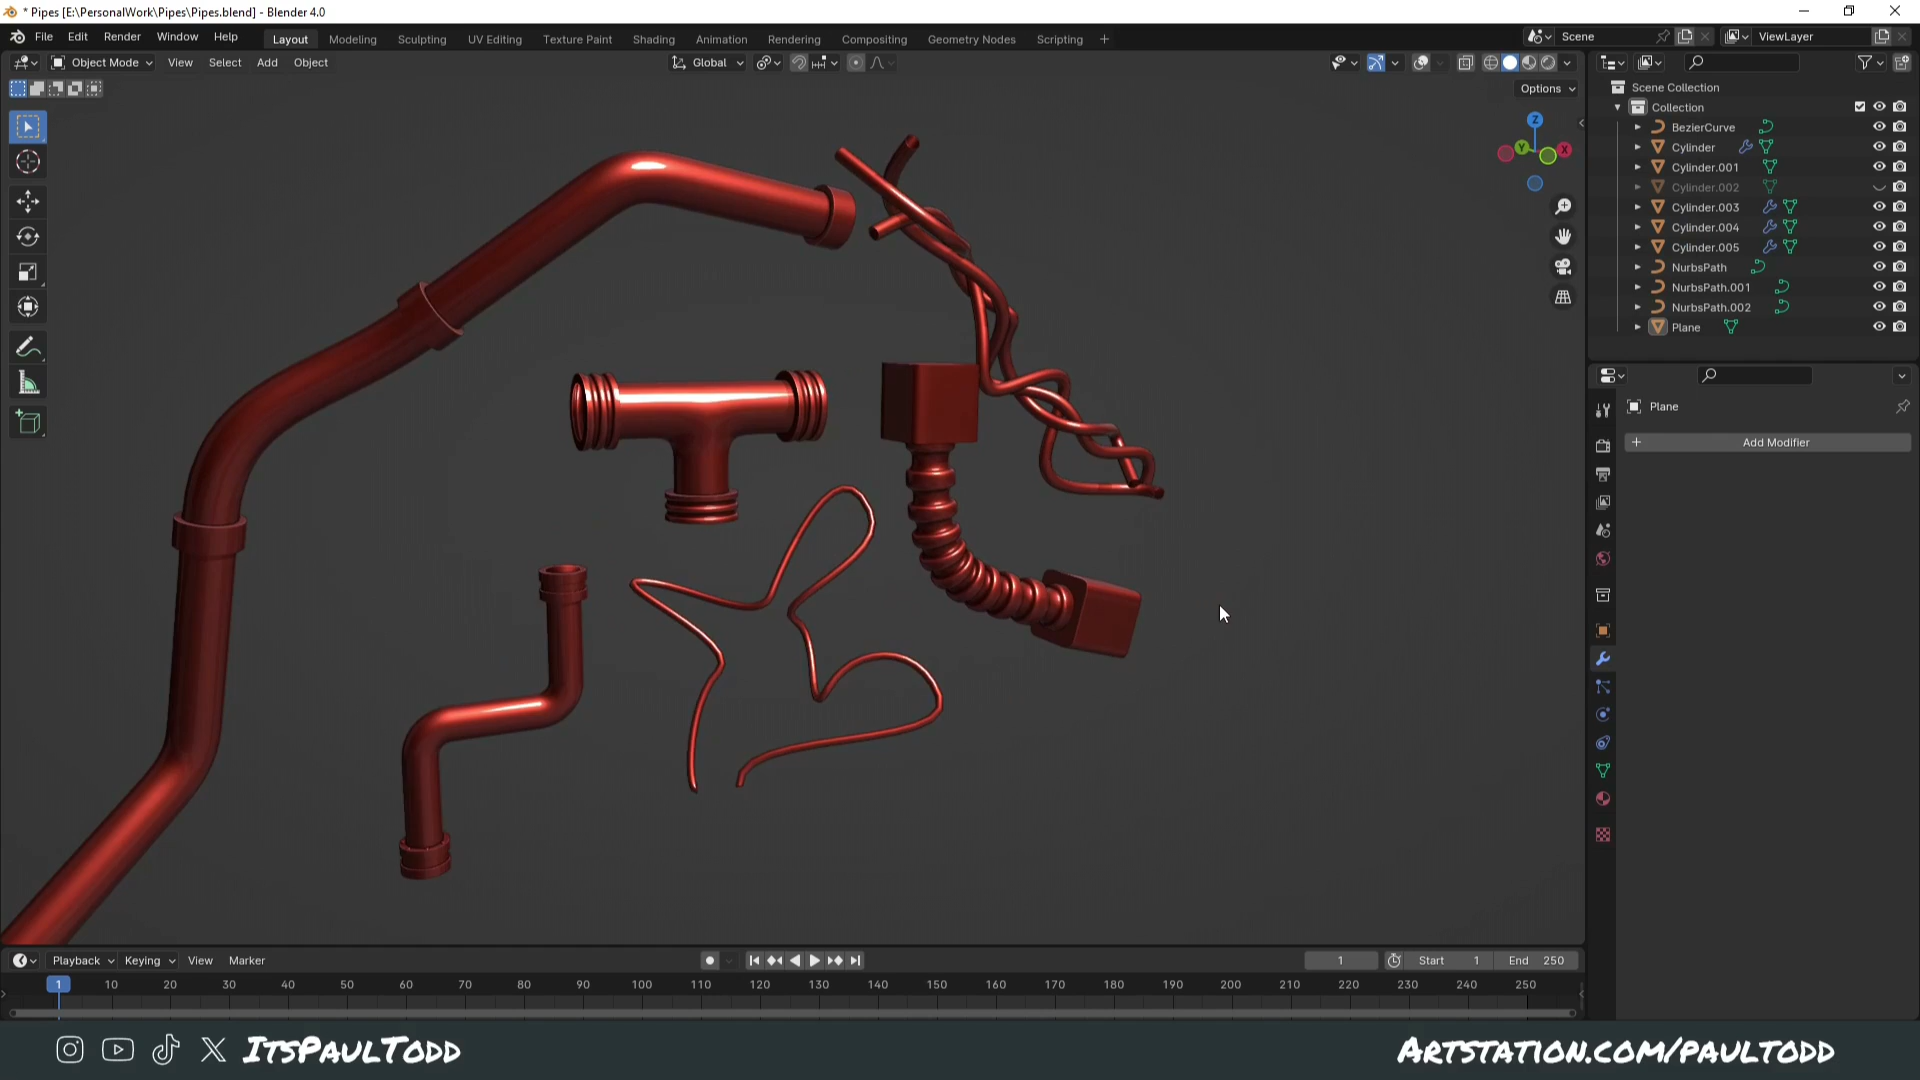 * Pipes [E:\PersonalWork\Pipes\Pipes.blend] - Blender 4.0
File Edit Render Window Help Layout Modeling Sculpting UV Editing Texture Paint Shading Animation Rendering Compositing Geometry Nodes Scripting + Scene ViewLayer
Object Mode View Select Add Object Global
Options
Z
Y X
Scene Collection
Collection
BezierCurve
Cylinder
Cylinder.001
Cylinder.002
Cylinder.003
Cylinder.004
Cylinder.005
NurbsPath
NurbsPath.001
NurbsPath.002
Plane
Plane
+ Add Modifier
Playback Keying View Marker 1 Start 1 End 250
1 10 20 30 40 50 60 70 80 90 100 110 120 130 140 150 160 170 180 190 200 210 220 230 240 250
ItsPaulTodd
Artstation.com/paultodd